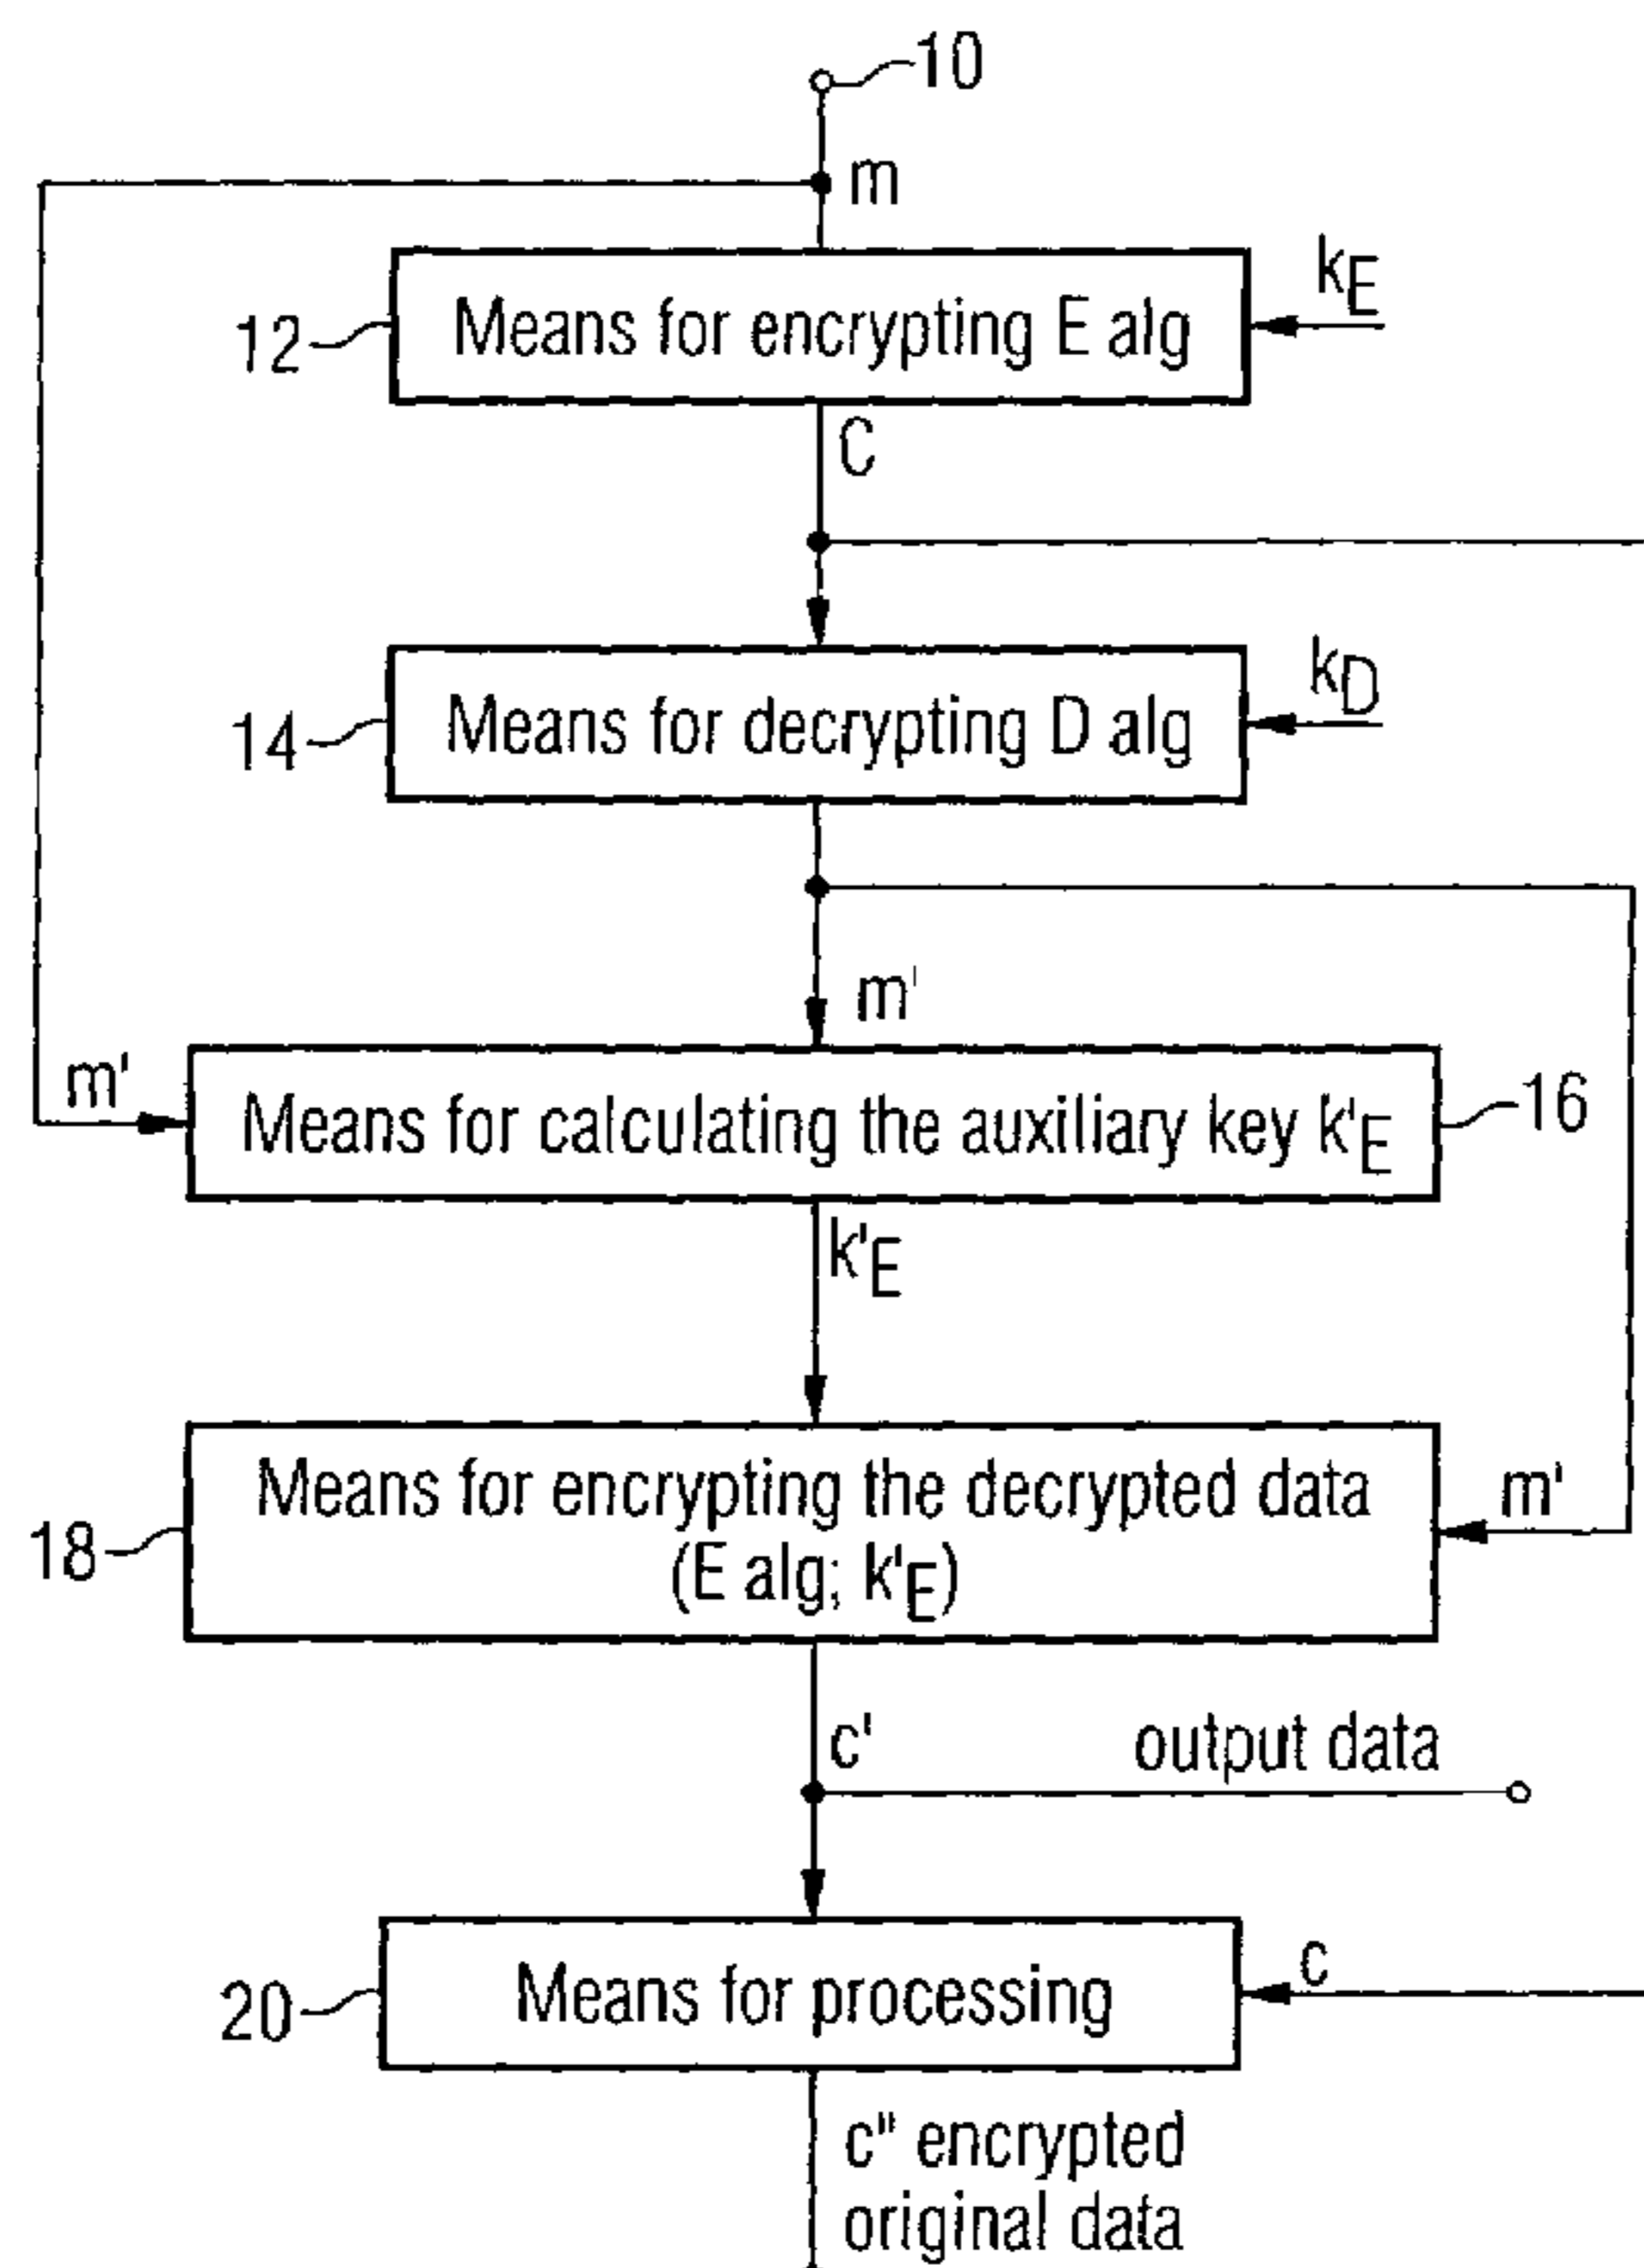 10
m
12
Means for encrypting E alg
kE
C
14
Means for decrypting D alg
kD
m'
m'
Means for calculating the auxiliary key k'E
16
k'E
18
Means for encrypting the decrypted data
(E alg; k'E)
m'
c'
output data
20
Means for processing
c
c" encrypted
original data